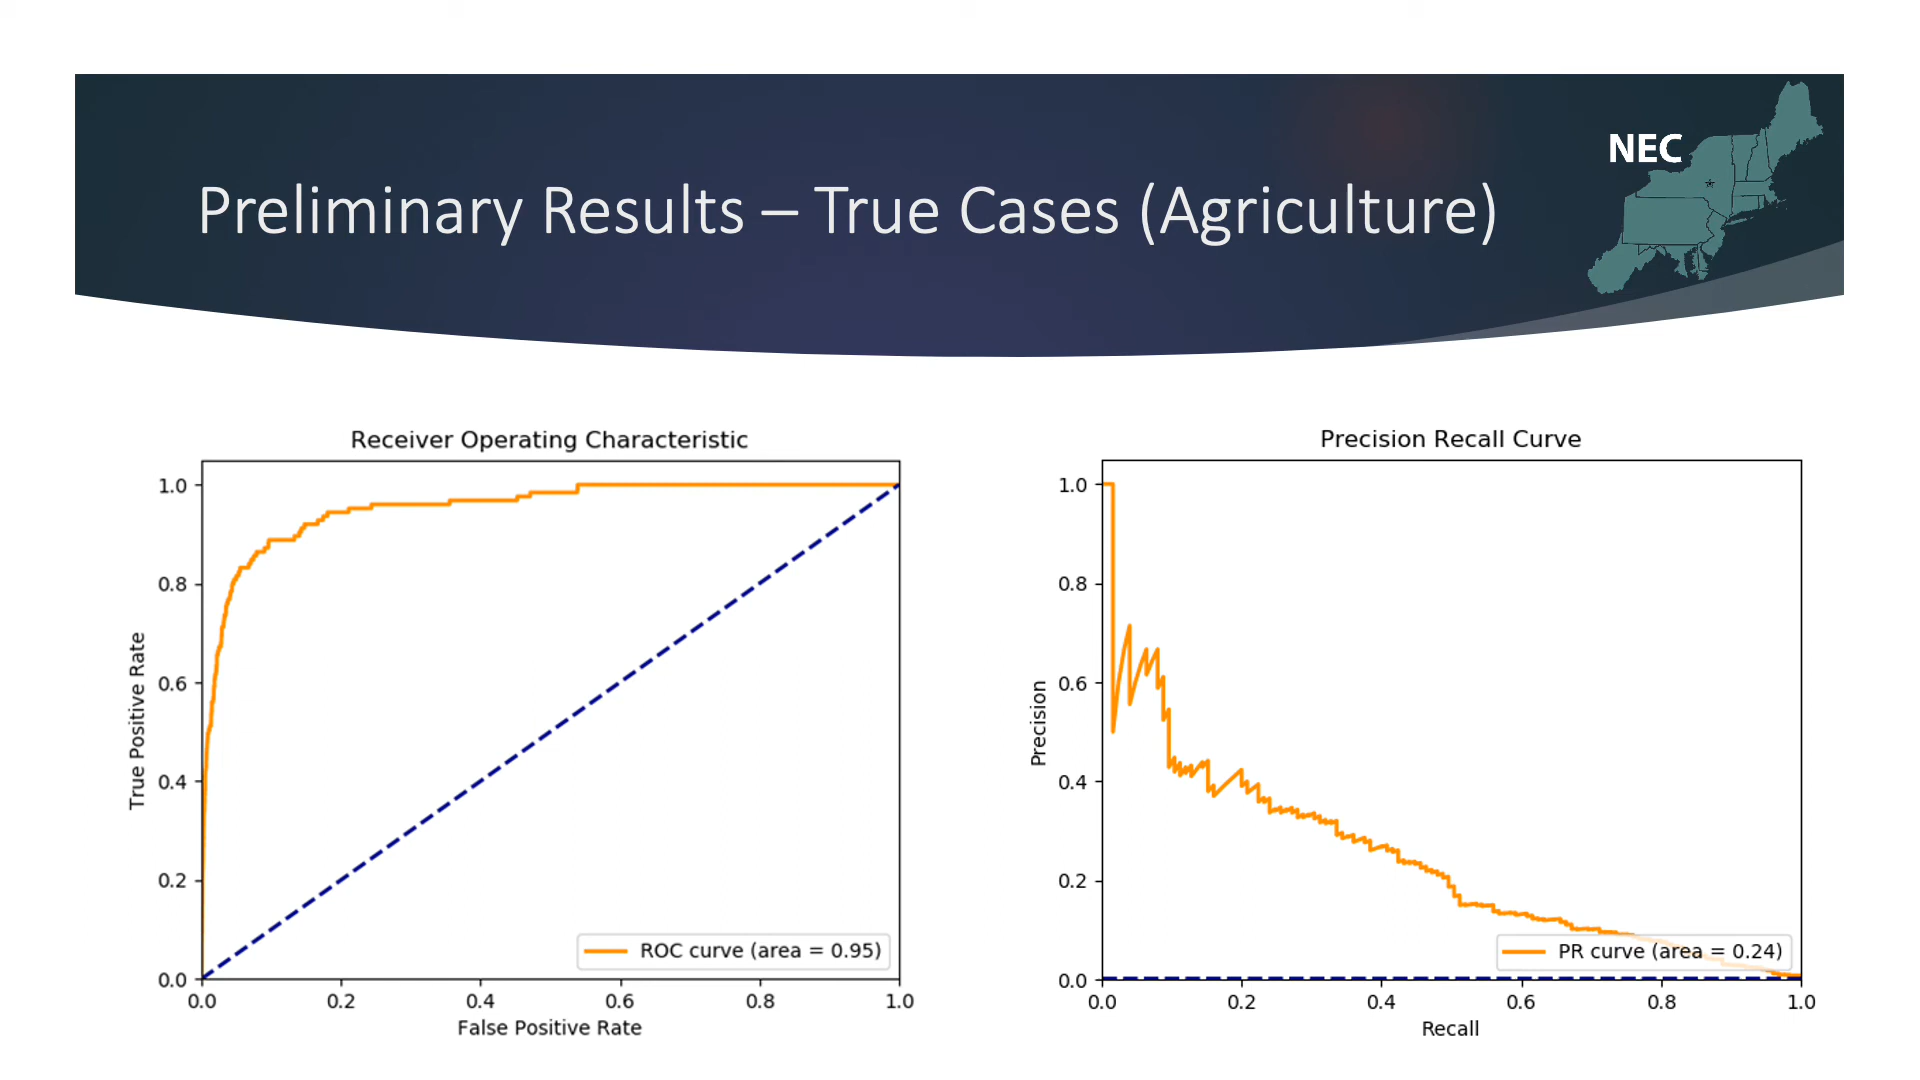 NEC
Preliminary Results – True Cases (Agriculture)
Receiver Operating Characteristic
1.0
0.8
0.6
0.4
0.2
0.0
True Positive Rate
ROC curve (area = 0.95)
0.0 0.2 0.4 0.6 0.8 1.0
False Positive Rate
Precision Recall Curve
1.0
0.8
0.6
0.4
0.2
0.0
Precision
PR curve (area = 0.24)
0.0 0.2 0.4 0.6 0.8 1.0
Recall